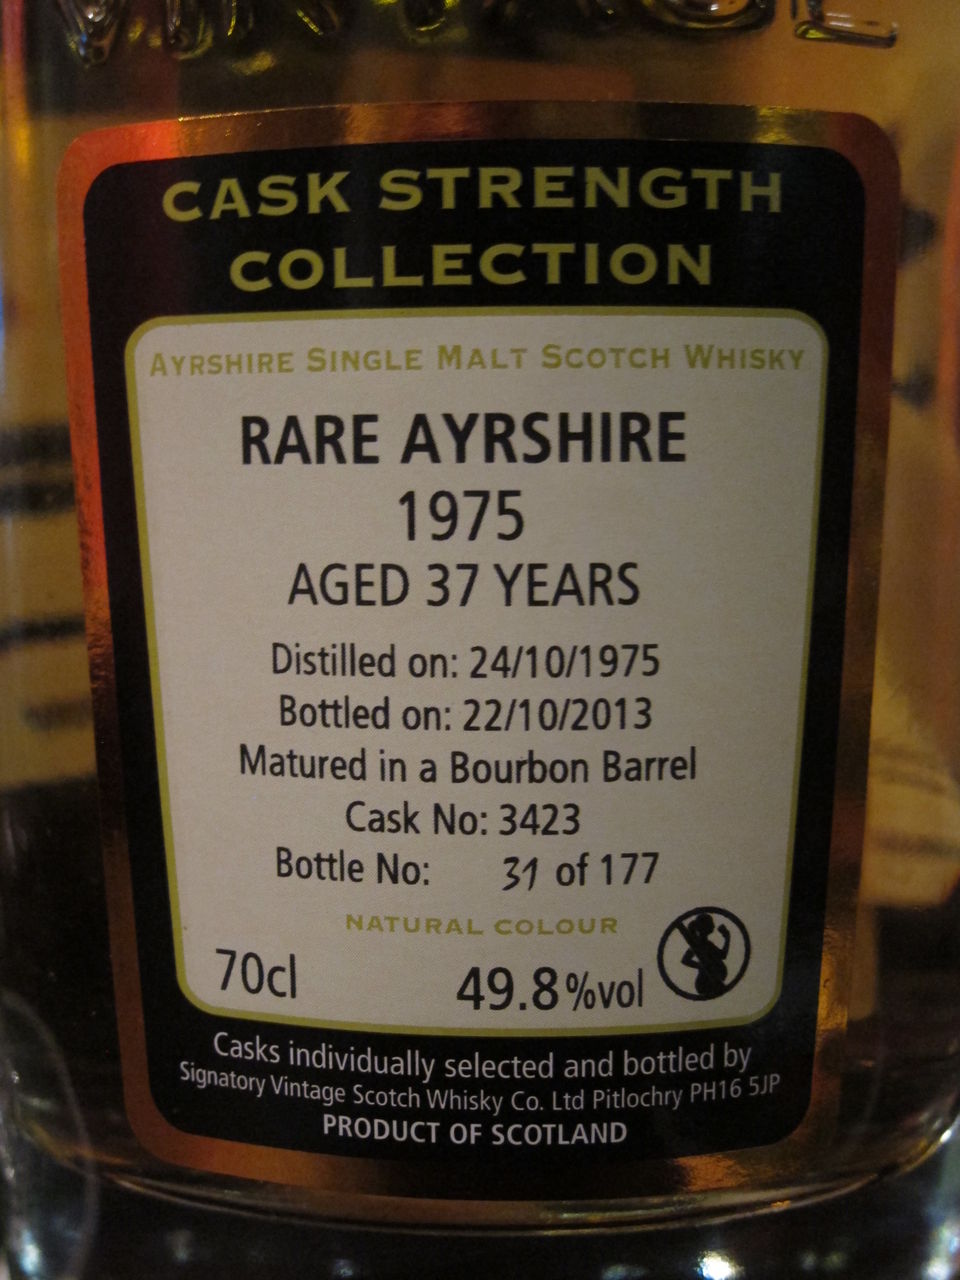 CASK STRENGTH
COLLECTION
AYRSHIRE SINGLE MALT SCOTCH WHISKY
RARE AYRSHIRE
1975
AGED 37 YEARS
Distilled on: 24/10/1975
Bottled on: 22/10/2013
Matured in a Bourbon Barrel
Cask No: 3423
Bottle No: 31 of 177
NATURAL COLOUR
70cl 49.8%vol
Casks individually selected and bottled by
Signatory Vintage Scotch Whisky Co. Ltd Pitlochry PH16 5JP
PRODUCT OF SCOTLAND